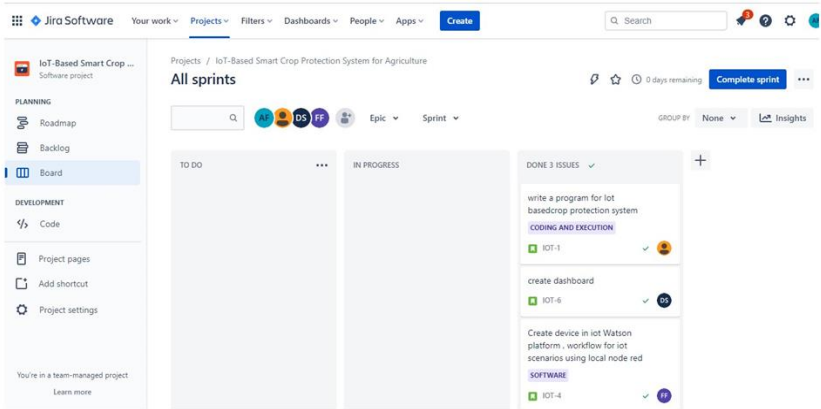 Jira Software Your work Projects Filters Dashboards People Apps Create Search 3
IoT-Based Smart Crop ...
Software project
PLANNING
Roadmap
Backlog
Board
DEVELOPMENT
Code
Project pages
Add shortcut
Project settings
You're in a team-managed project
Learn more
Projects / IoT-Based Smart Crop Protection System for Agriculture
All sprints
0 days remaining Complete sprint
AF DS FF Epic Sprint GROUP BY None Insights
TO DO
IN PROGRESS
DONE 3 ISSUES
write a program for Iot
basedcrop protection system
CODING AND EXECUTION
IOT-1
create dashboard
IOT-6 DS
Create device in iot Watson
platform , workflow for iot
scenarios using local node red
SOFTWARE
IOT-4 FF